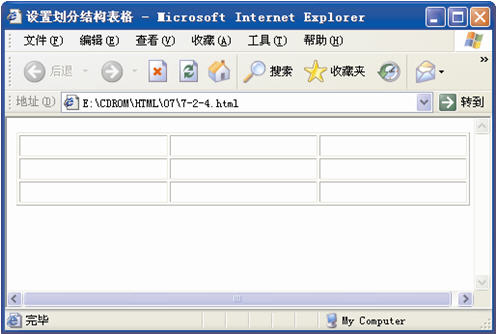 设置划分结构表格 - Microsoft Internet Explorer
文件(F) 编辑(E) 查看(V) 收藏(A) 工具(T) 帮助(H)
后退 搜索 收藏夹 »
地址(D) E:\CDROM\HTML\07\7-2-4.html 转到
完毕 My Computer